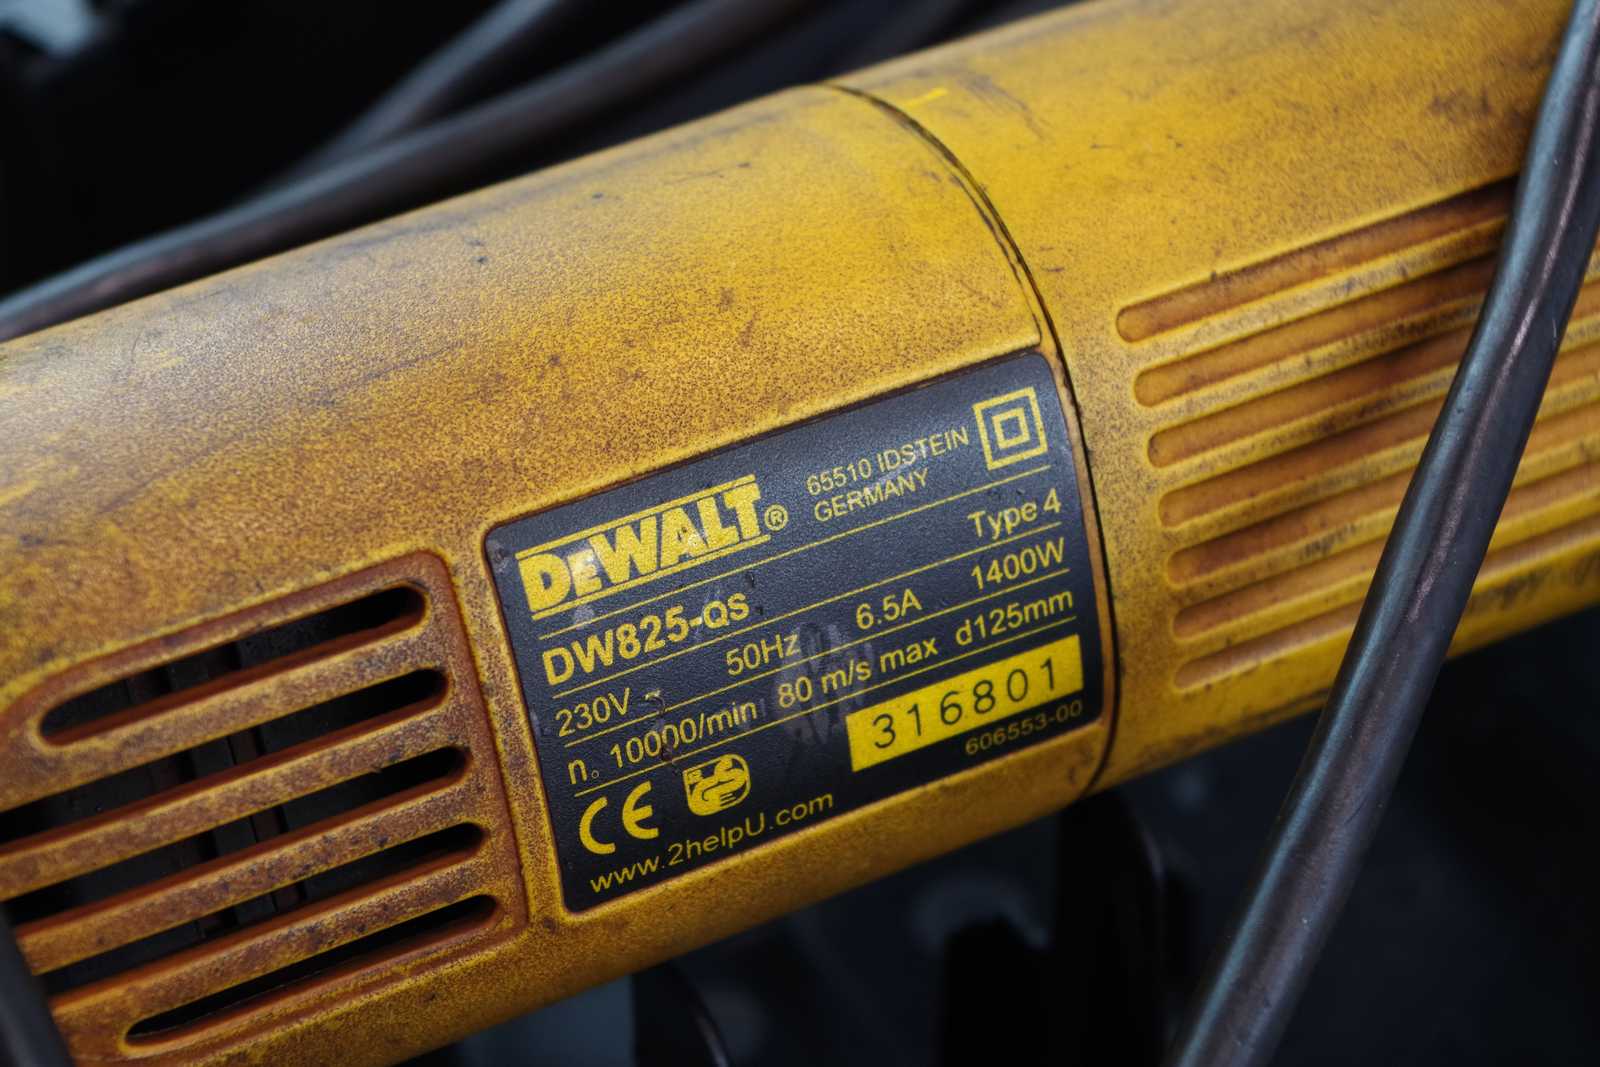 DEWALT®
65510 IDSTEIN
GERMANY
DW825-QS Type 4
230V ~ 50Hz 6.5A 1400W
n。 10000/min 80 m/s max d125mm
316801
606553-00
CE
www.2helpU.com